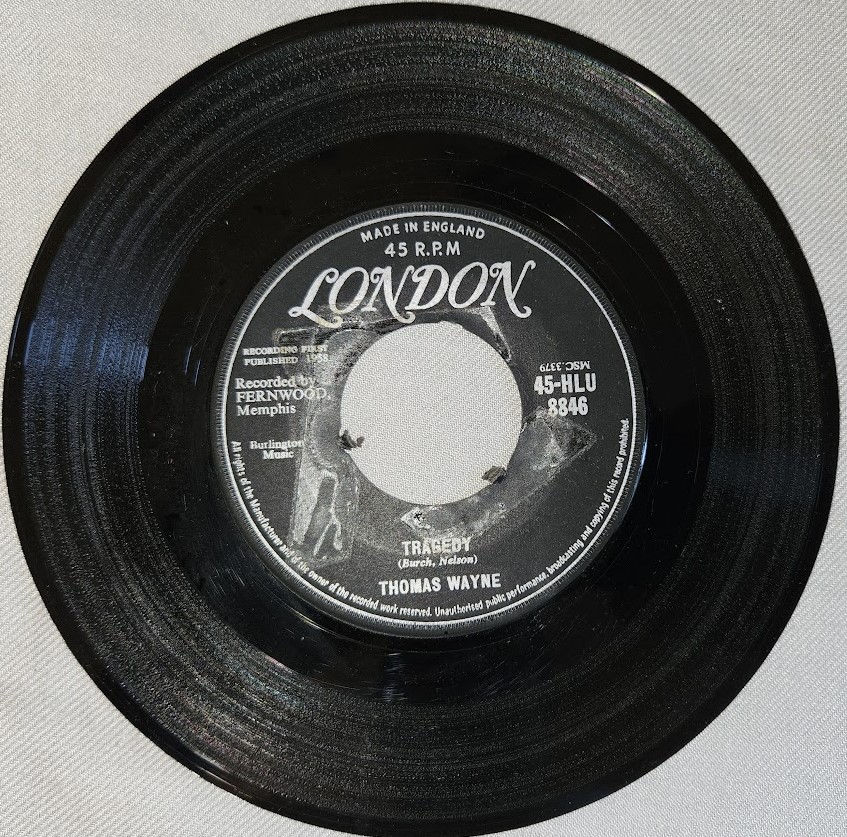 MADE IN ENGLAND
45 R.P.M
LONDON
RECORDING FIRST
PUBLISHED 1958
Recorded by
FERNWOOD,
Memphis
Burlington
Music
MSC.3379
45-HLU
8846
TRAGEDY
(Burch, Nelson)
THOMAS WAYNE
All rights of the Manufacturer and of the owner of the recorded work reserved. Unauthorised public performance, broadcasting and copying of this record prohibited.